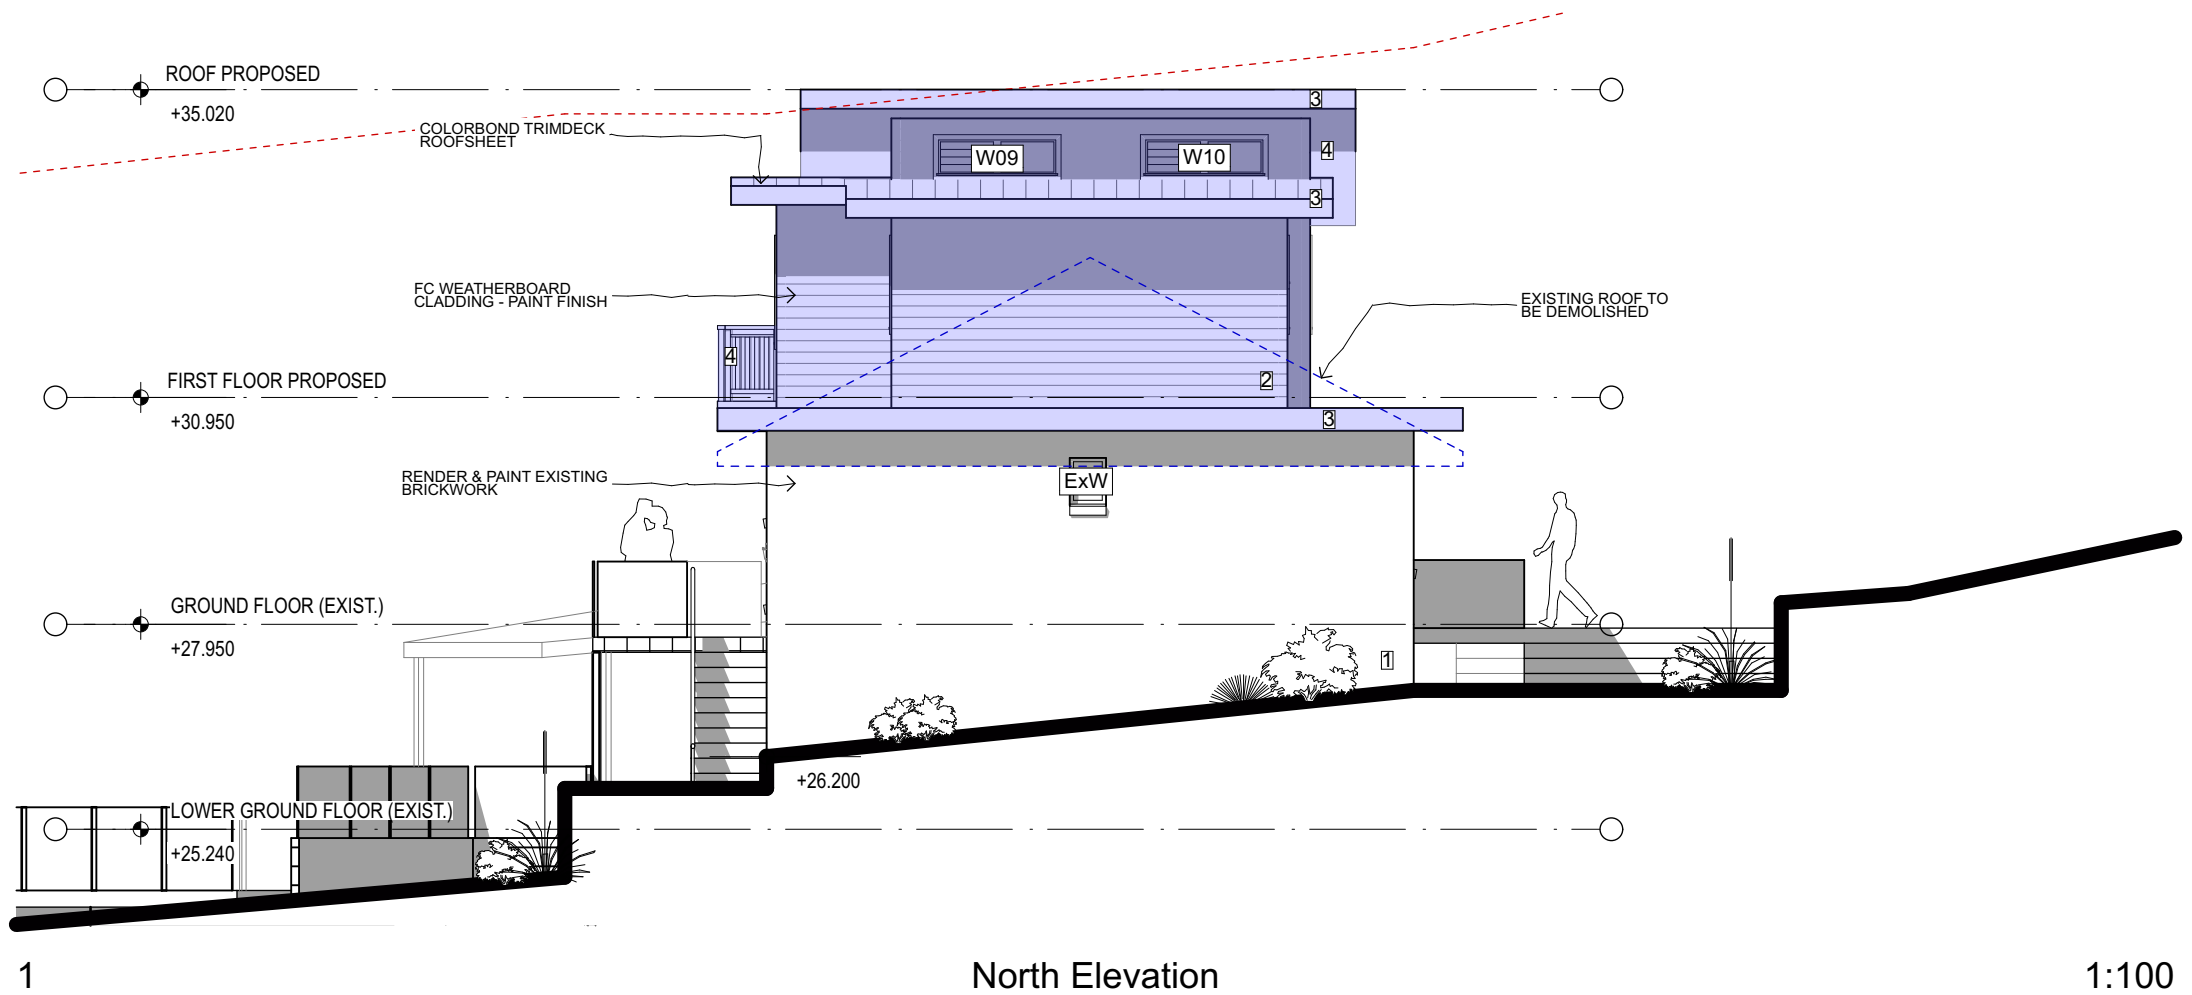 ROOF PROPOSED
+35.020
3
COLORBOND TRIMDECK
ROOFSHEET
W09
W10
4
3
FC WEATHERBOARD
CLADDING - PAINT FINISH
EXISTING ROOF TO
BE DEMOLISHED
4
2
FIRST FLOOR PROPOSED
+30.950
3
RENDER & PAINT EXISTING
BRICKWORK
ExW
GROUND FLOOR (EXIST.)
+27.950
1
+26.200
LOWER GROUND FLOOR (EXIST.)
+25.240
1
North Elevation
1:100